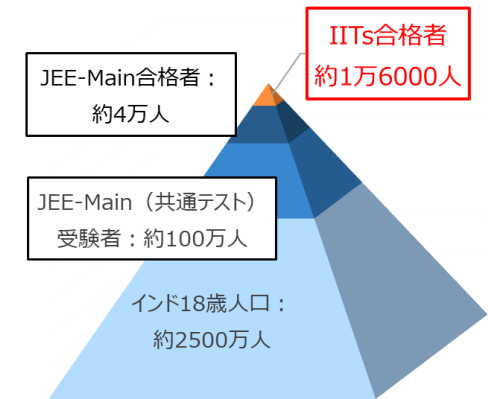 IITs合格者
約1万6000人
JEE-Main合格者：
約4万人
JEE-Main（共通テスト）
受験者：約100万人
インド18歳人口：
約2500万人